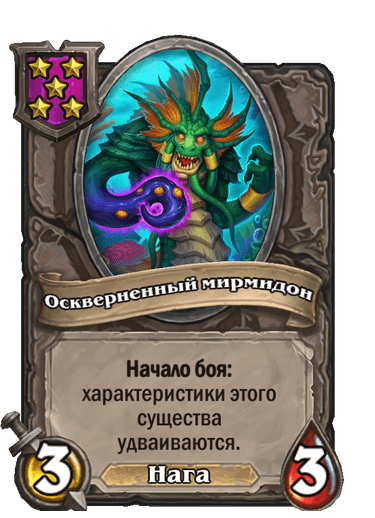 Оскверненный мирмидон
Начало боя:
характеристики этого
существа
удваиваются.
3
Нага
3